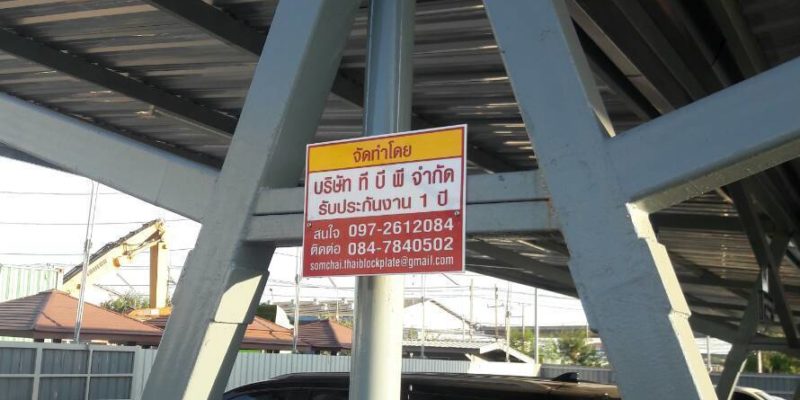 จัดทำโดย
บริษัท ที บี พี จำกัด
รับประกันงาน 1 ปี
สนใจ 097-2612084
ติดต่อ 084-7840502
somchai.thaiblockplate@gmail.com